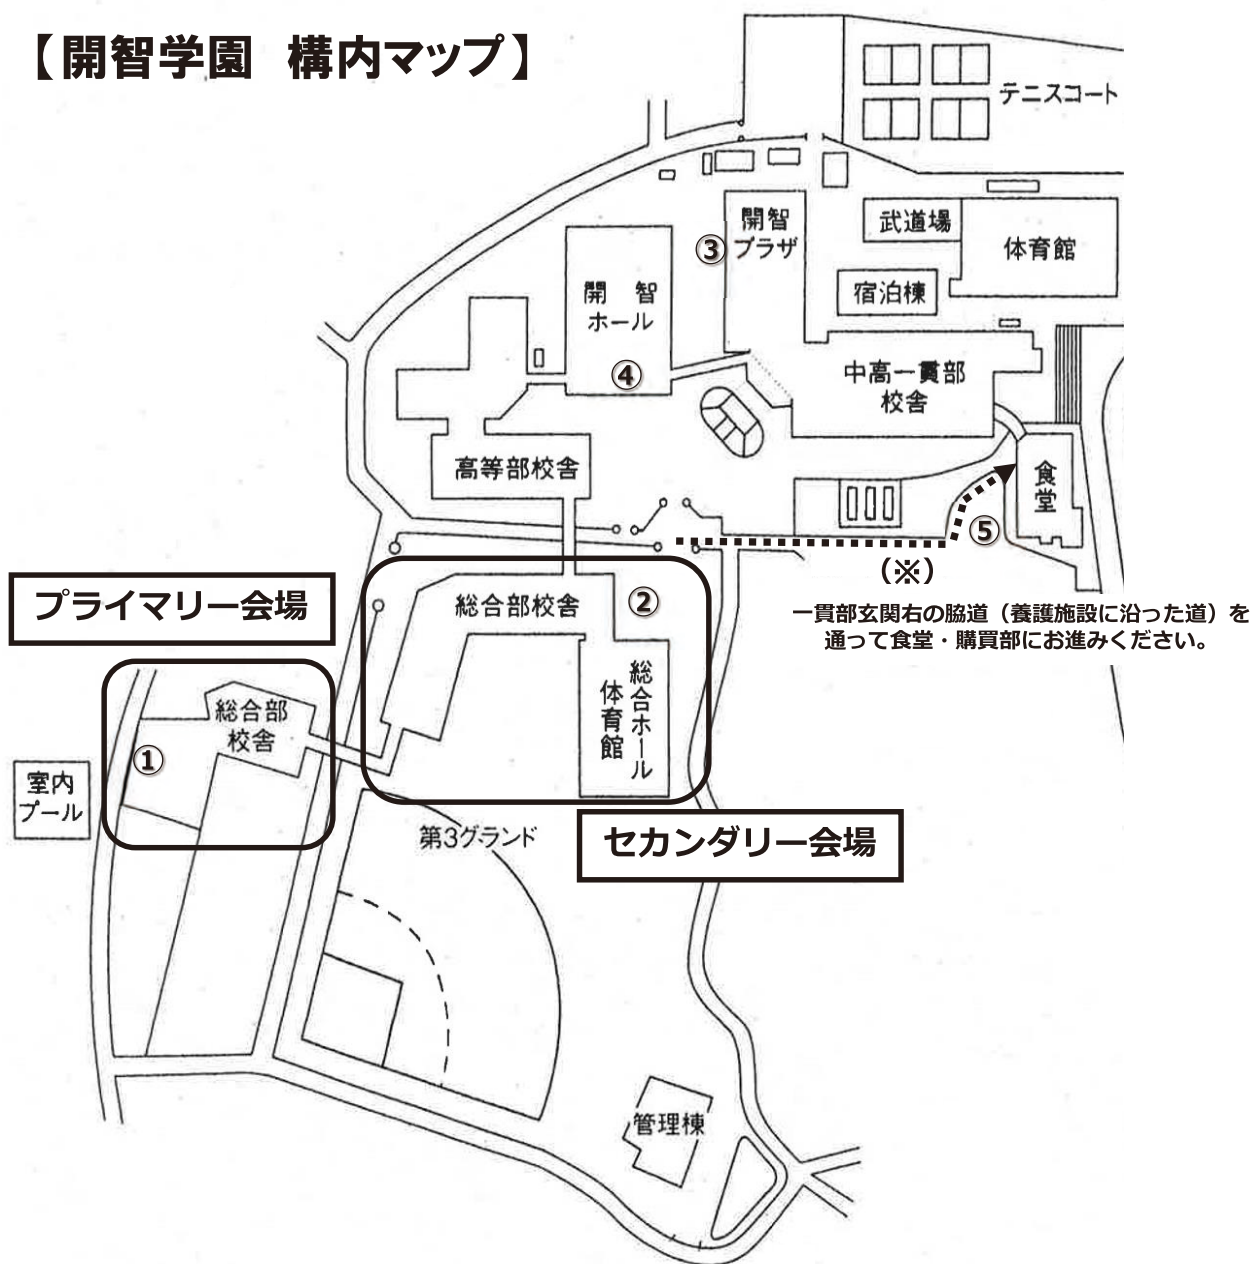 【開智学園 構内マップ】
テニスコート
開智
プラザ
③
武道場
体育館
宿泊棟
開 智
ホール
④
中高一貫部
校舎
高等部校舎
食堂
⑤
(※)
一貫部玄関右の脇道（養護施設に沿った道）を
通って食堂・購買部にお進みください。
プライマリー会場
総合部校舎
②
総合ホール
体育館
総合部
校舎
①
室内
プール
第3グランド
セカンダリー会場
管理棟